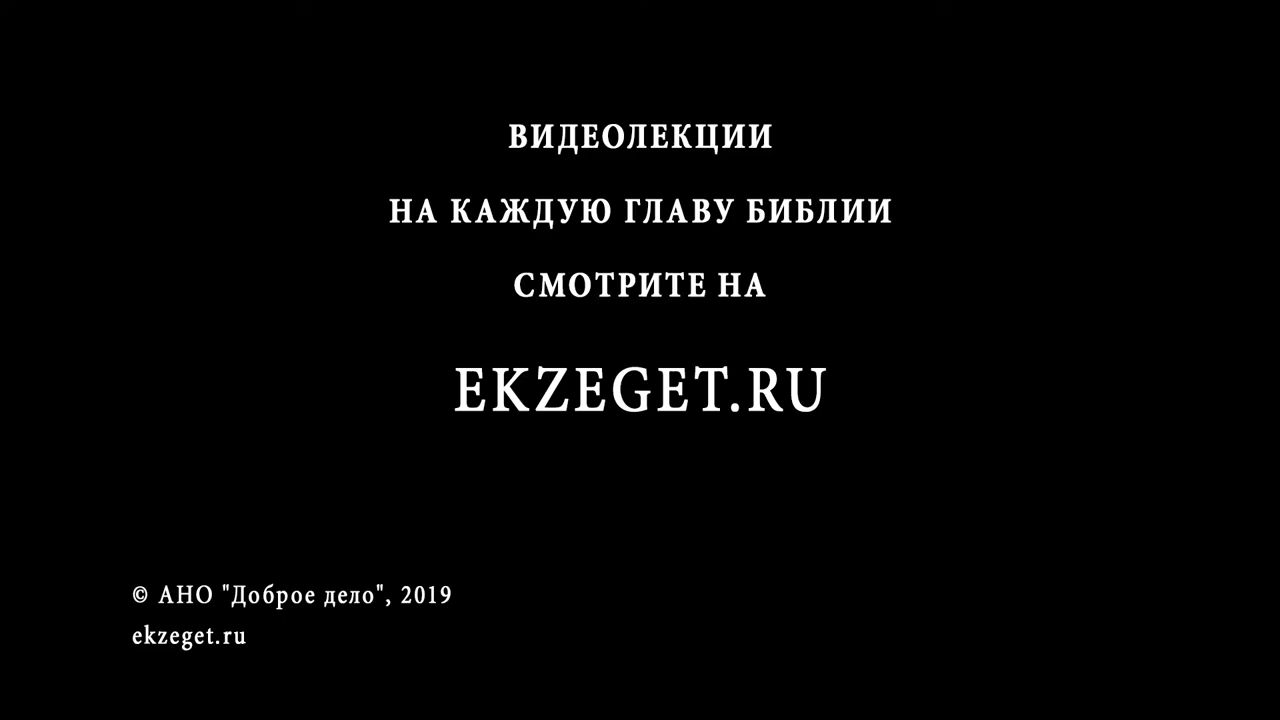 ВИДЕОЛЕКЦИИ
НА КАЖДУЮ ГЛАВУ БИБЛИИ
СМОТРИТЕ НА
EKZEGET.RU
© АНО "Доброе дело", 2019
ekzeget.ru